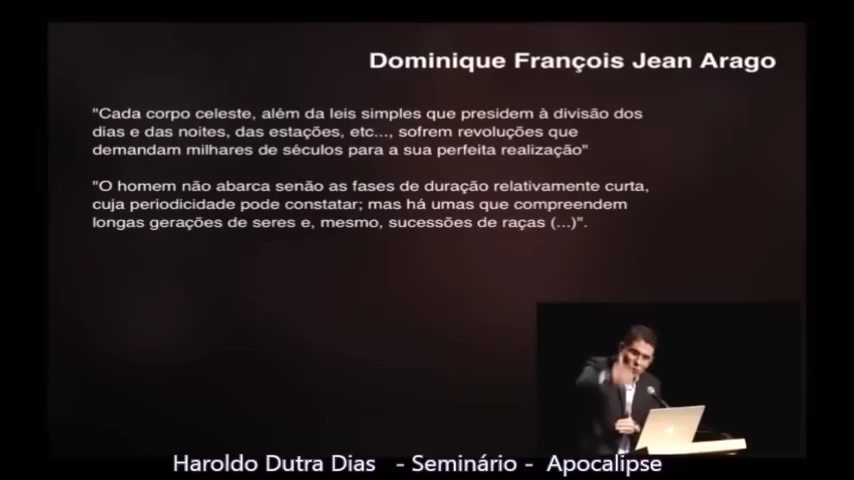 Dominique François Jean Arago
"Cada corpo celeste, além da leis simples que presidem à divisão dos
dias e das noites, das estações, etc..., sofrem revoluções que
demandam milhares de séculos para a sua perfeita realização"
"O homem não abarca senão as fases de duração relativamente curta,
cuja periodicidade pode constatar; mas há umas que compreendem
longas gerações de seres e, mesmo, sucessões de raças (...)".
Haroldo Dutra Dias - Seminário - Apocalipse